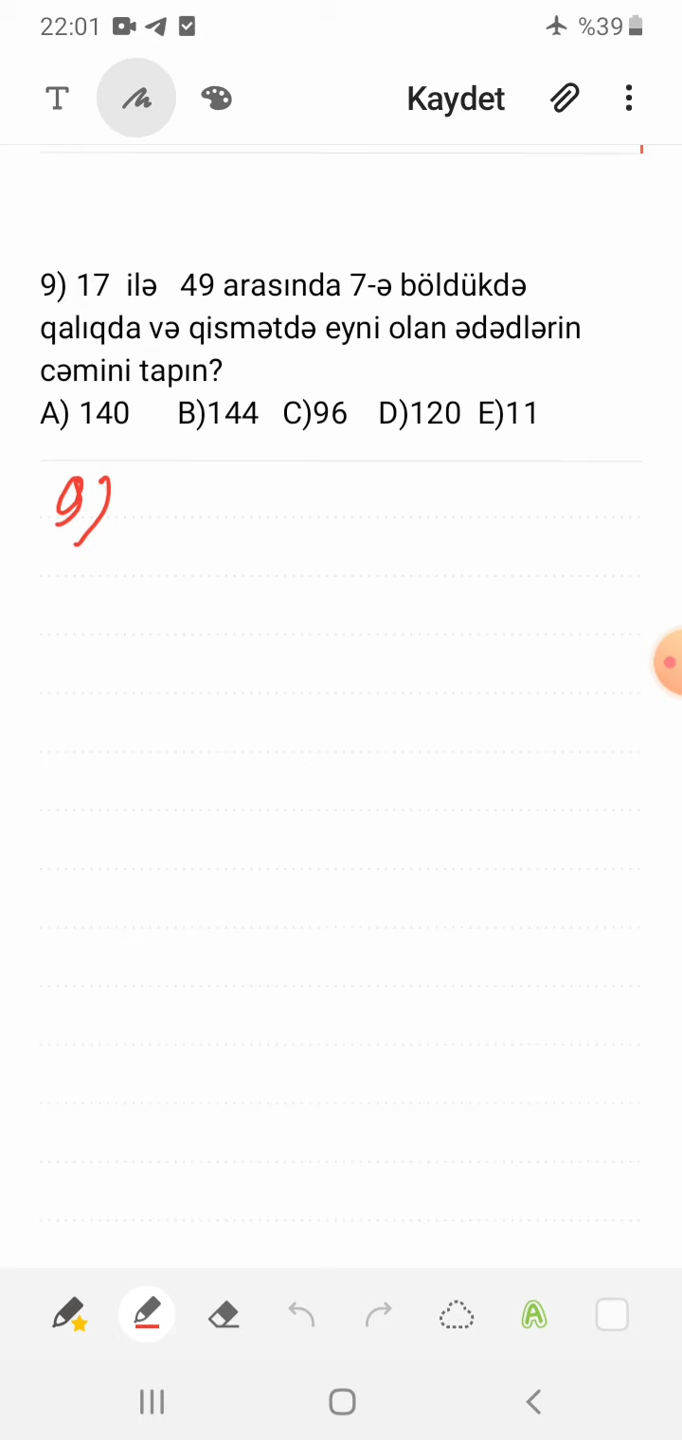 22:01 %39
T Kaydet
9) 17 ilə 49 arasında 7-ə böldükdə
qalıqda və qismətdə eyni olan ədədlərin
cəmini tapın?
A) 140 B)144 C)96 D)120 E)11
9)
A